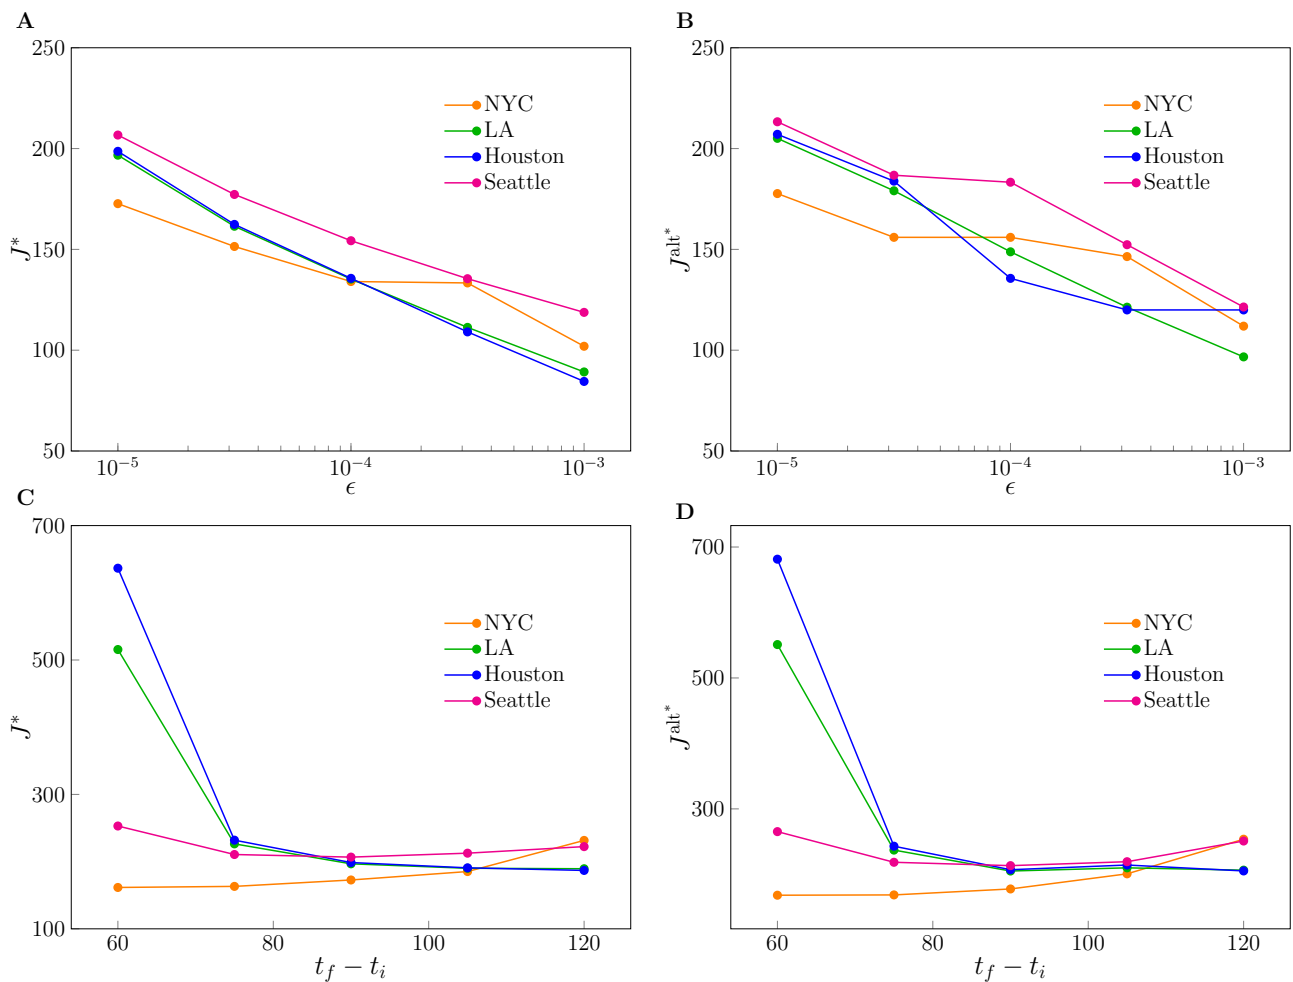 A
250
200
150
100
50
J*
NYC
LA
Houston
Seattle
10⁻⁵
10⁻⁴
10⁻³
ϵ
B
250
200
150
100
50
J^alt*
NYC
LA
Houston
Seattle
10⁻⁵
10⁻⁴
10⁻³
ϵ
C
700
500
300
100
J*
NYC
LA
Houston
Seattle
60
80
100
120
t_f − t_i
D
700
500
300
J^alt*
NYC
LA
Houston
Seattle
60
80
100
120
t_f − t_i